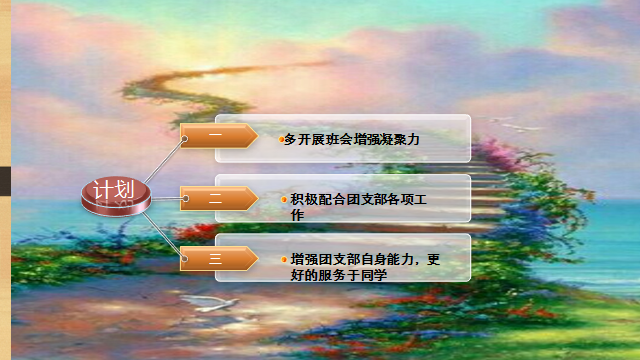 计划
一
多开展班会增强凝聚力
二
积极配合团支部各项工
作
三
增强团支部自身能力，更
好的服务于同学